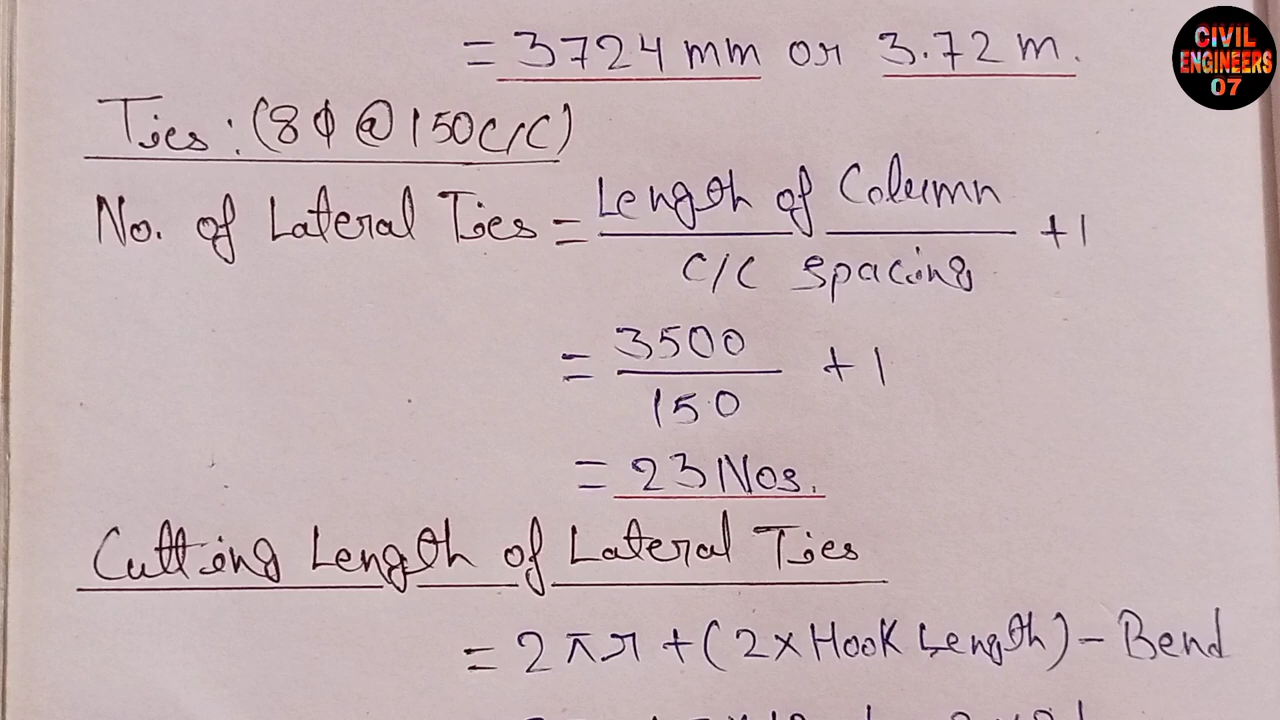 = 3724 mm or 3.72 m.
CIVIL
ENGINEERS
07
Ties: (8 Φ @ 150 C/C)
No. of Lateral Ties = Length of Column / C/C Spacing + 1
= 3500 / 150 + 1
= 23 Nos.
Cutting Length of Lateral Ties
= 2πr + (2 x Hook Length) - Bend